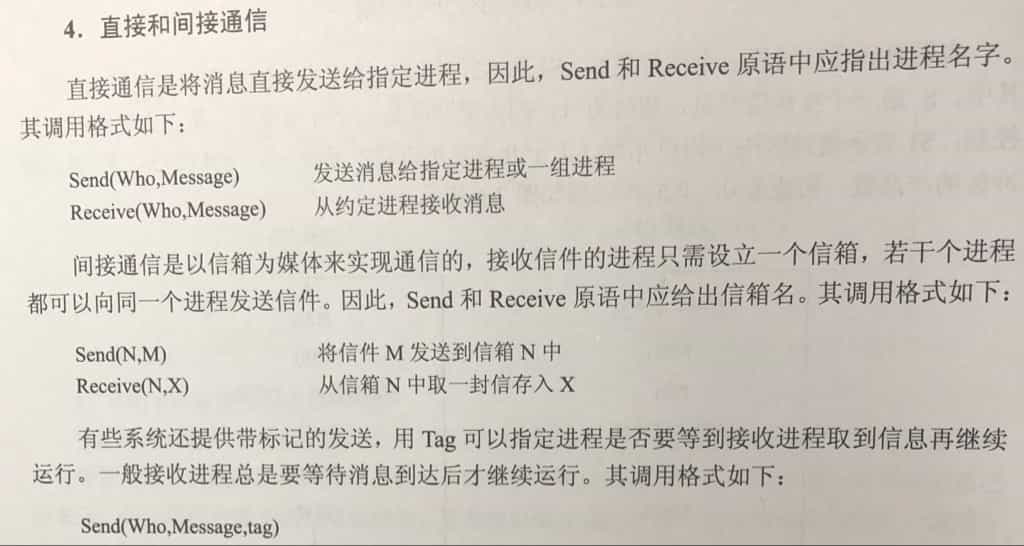 4. 直接和间接通信
直接通信是将消息直接发送给指定进程，因此，Send 和 Receive 原语中应指出进程名字。
其调用格式如下：
Send(Who,Message) 发送消息给指定进程或一组进程
Receive(Who,Message) 从约定进程接收消息
间接通信是以信箱为媒体来实现通信的，接收信件的进程只需设立一个信箱，若干个进程
都可以向同一个进程发送信件。因此，Send 和 Receive 原语中应给出信箱名。其调用格式如下：
Send(N,M) 将信件 M 发送到信箱 N 中
Receive(N,X) 从信箱 N 中取一封信存入 X
有些系统还提供带标记的发送，用 Tag 可以指定进程是否要等到接收进程取到信息再继续
运行。一般接收进程总是要等待消息到达后才继续运行。其调用格式如下：
Send(Who,Message,tag)